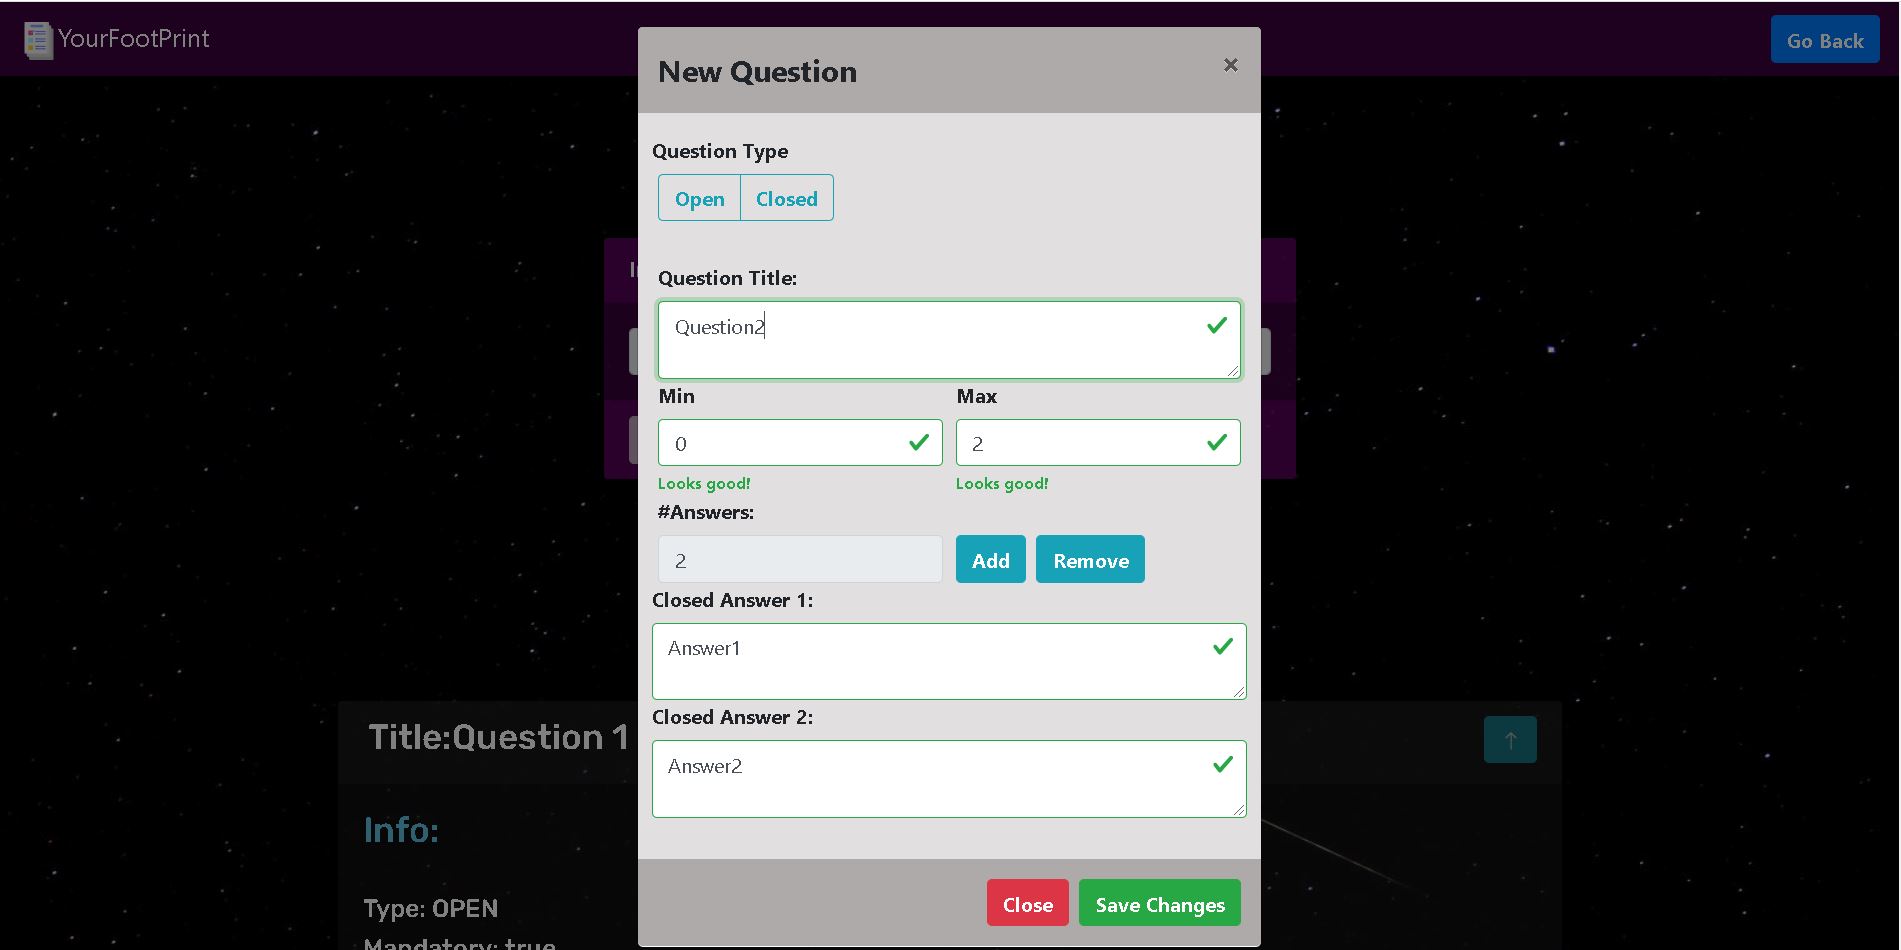 YourFootPrint
Go Back
New Question
×
Question Type
Open
Closed
Question Title:
Question2
Min
Max
0
2
Looks good!
Looks good!
#Answers:
2
Add
Remove
Closed Answer 1:
Answer1
Closed Answer 2:
Answer2
Close
Save Changes
Title:Question 1
↑
Info:
Type: OPEN
Mandatory: true